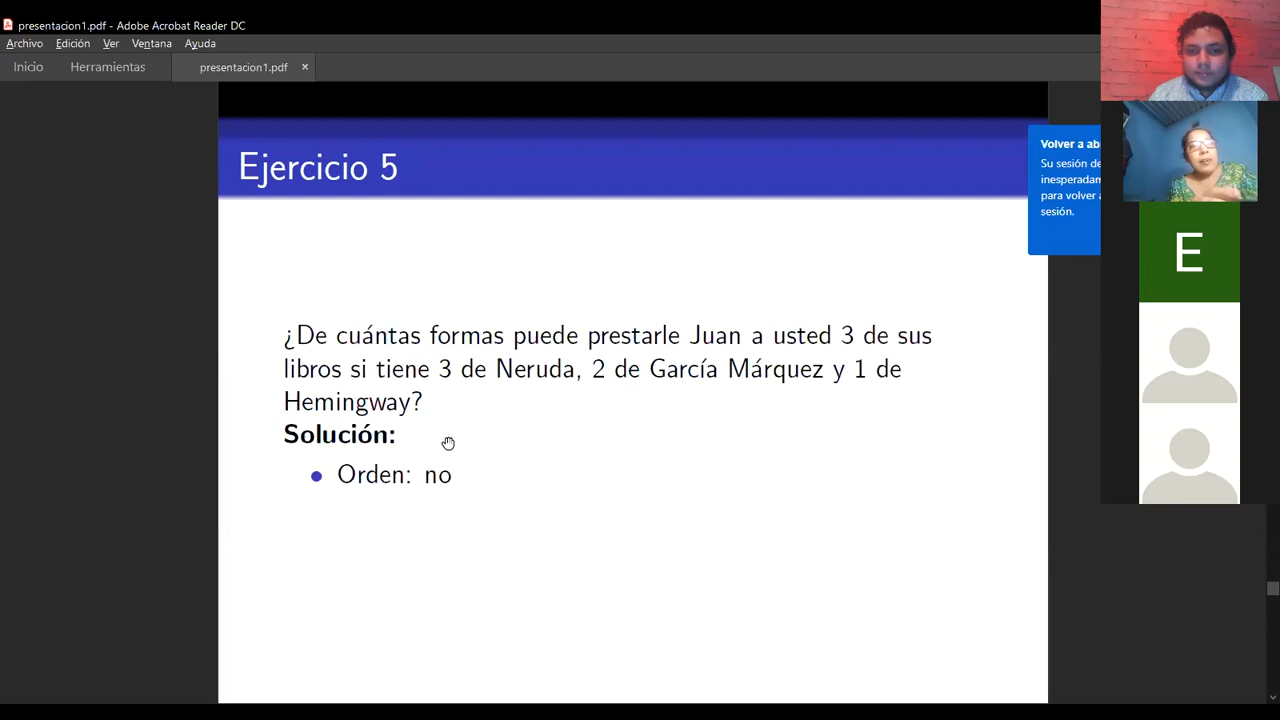 presentacion1.pdf - Adobe Acrobat Reader DC
Archivo Edición Ver Ventana Ayuda
Inicio Herramientas presentacion1.pdf ×
Ejercicio 5
Volver a ab
Su sesión de
inesperadam
para volver a
sesión.
E
¿De cuántas formas puede prestarle Juan a usted 3 de sus
libros si tiene 3 de Neruda, 2 de García Márquez y 1 de
Hemingway?
Solución:
• Orden: no